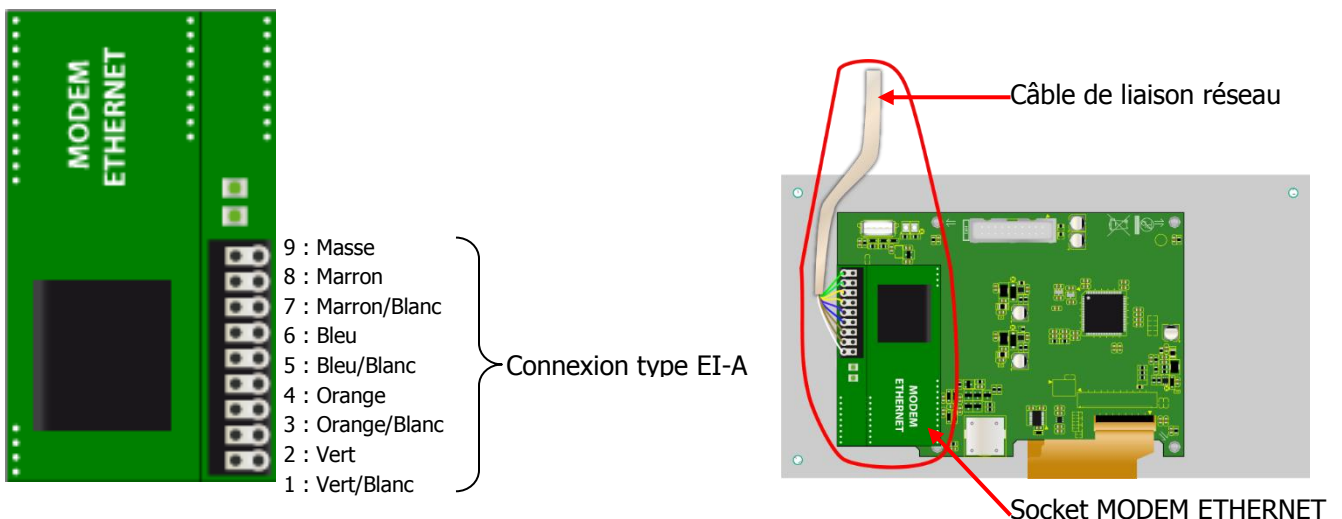 MODEM
ETHERNET
9 : Masse
8 : Marron
7 : Marron/Blanc
6 : Bleu
5 : Bleu/Blanc
4 : Orange
3 : Orange/Blanc
2 : Vert
1 : Vert/Blanc
Connexion type EI-A
Câble de liaison réseau
MODEM
ETHERNET
Socket MODEM ETHERNET